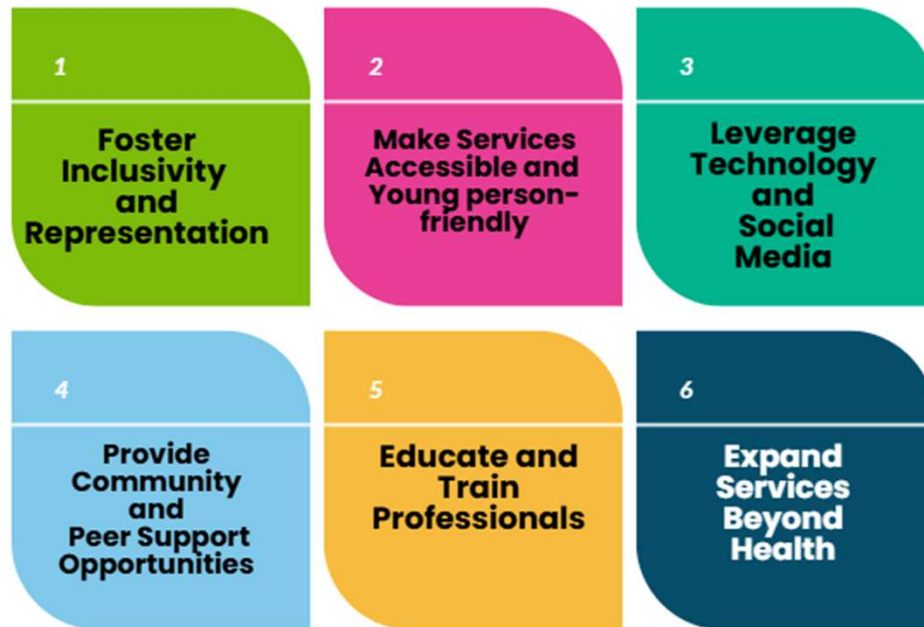 1
Foster
Inclusivity
and
Representation
2
Make Services
Accessible and
Young person-
friendly
3
Leverage
Technology
and
Social
Media
4
Provide
Community
and
Peer Support
Opportunities
5
Educate and
Train
Professionals
6
Expand
Services
Beyond
Health